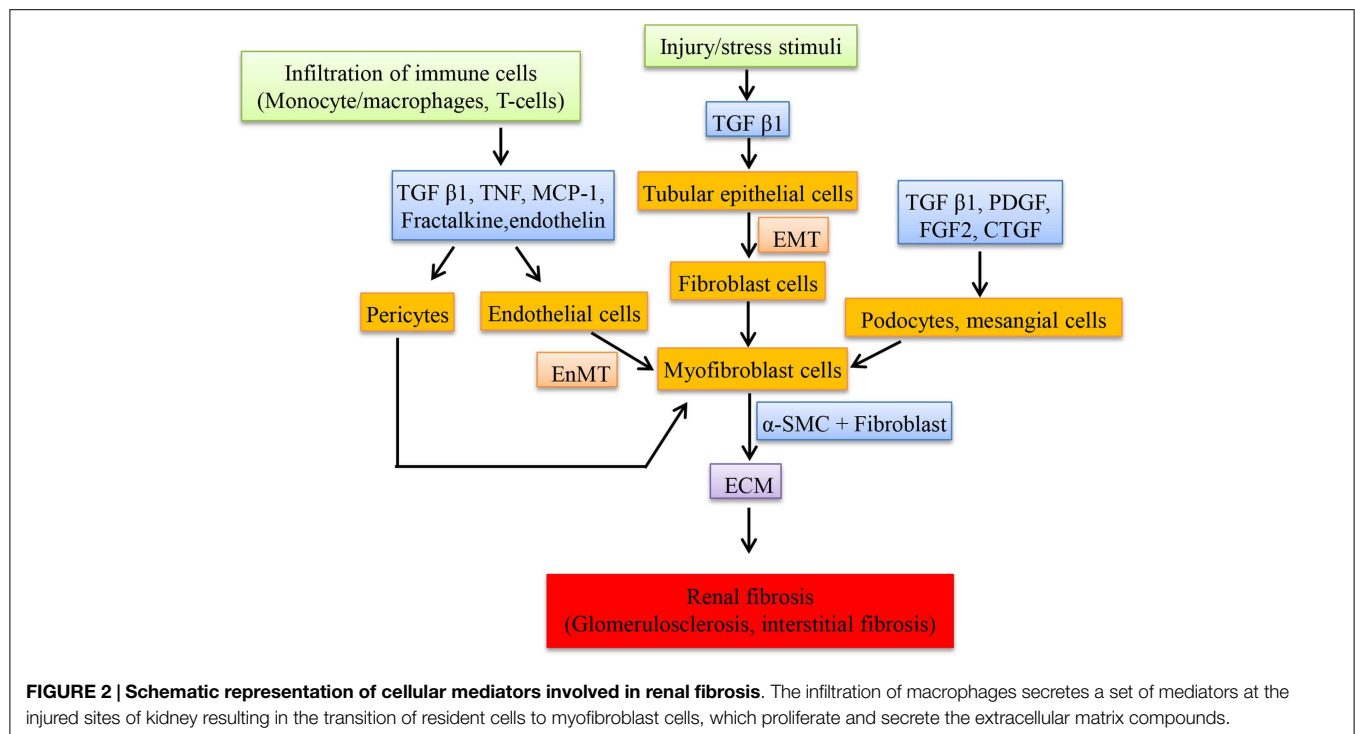 Injury/stress stimuli
Infiltration of immune cells
(Monocyte/macrophages, T-cells)
TGF β1
TGF β1, TNF, MCP-1,
Fractalkine,endothelin
Tubular epithelial cells
TGF β1, PDGF,
FGF2, CTGF
EMT
Fibroblast cells
Pericytes
Endothelial cells
Podocytes, mesangial cells
EnMT
Myofibroblast cells
α-SMC + Fibroblast
ECM
Renal fibrosis
(Glomerulosclerosis, interstitial fibrosis)
FIGURE 2 | Schematic representation of cellular mediators involved in renal fibrosis. The infiltration of macrophages secretes a set of mediators at the
injured sites of kidney resulting in the transition of resident cells to myofibroblast cells, which proliferate and secrete the extracellular matrix compounds.